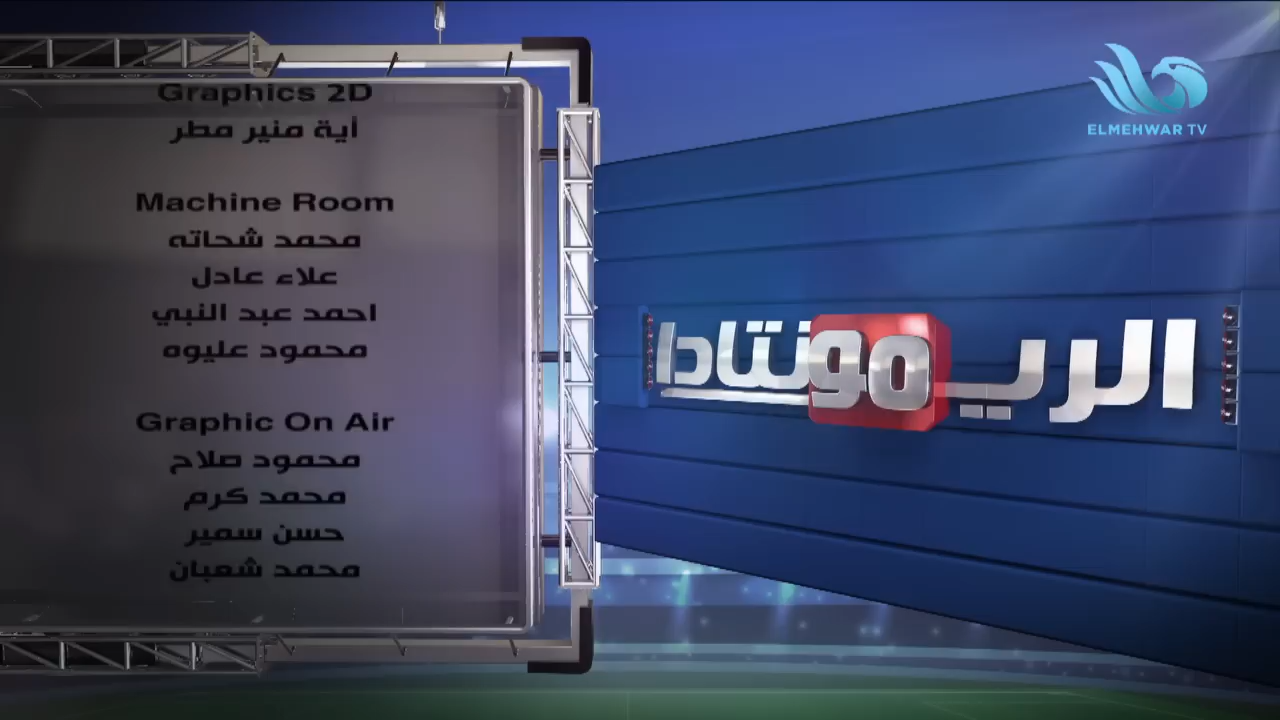 Graphics 2D
أية منير مطر
Machine Room
محمد شحاته
علاء عادل
احمد عبد النبي
محمود عليوه
Graphic On Air
محمود صلاح
محمد كرم
حسن سمير
محمد شعبان
ELMEHWAR TV
الريمونتادا